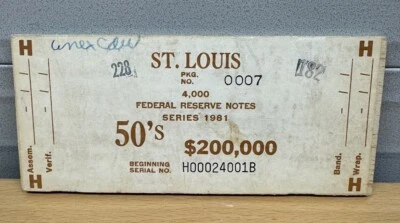 H H
ST. LOUIS
228 PKG. NO. 0007 1182
4,000
FEDERAL RESERVE NOTES
SERIES 1981
50's $200,000
BEGINNING SERIAL NO. H00024001B
Assem. Verif. Band. Wrap.
H H